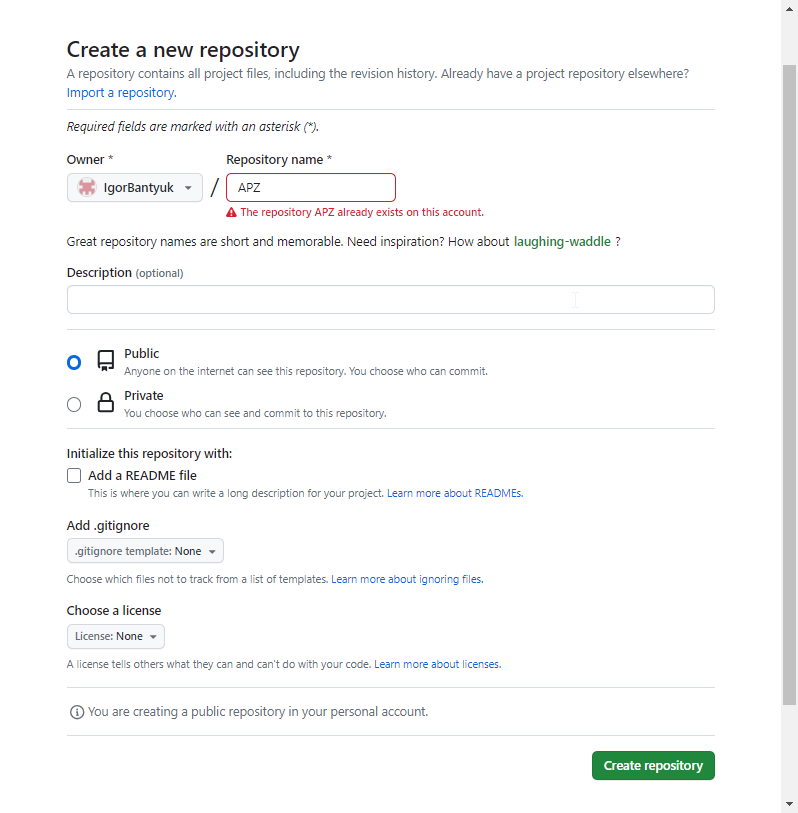 Create a new repository
A repository contains all project files, including the revision history. Already have a project repository elsewhere?
Import a repository.
Required fields are marked with an asterisk (*).
Owner * Repository name *
IgorBantyuk / APZ
The repository APZ already exists on this account.
Great repository names are short and memorable. Need inspiration? How about laughing-waddle ?
Description (optional)
Public
Anyone on the internet can see this repository. You choose who can commit.
Private
You choose who can see and commit to this repository.
Initialize this repository with:
Add a README file
This is where you can write a long description for your project. Learn more about READMEs.
Add .gitignore
.gitignore template: None
Choose which files not to track from a list of templates. Learn more about ignoring files.
Choose a license
License: None
A license tells others what they can and can't do with your code. Learn more about licenses.
You are creating a public repository in your personal account.
Create repository